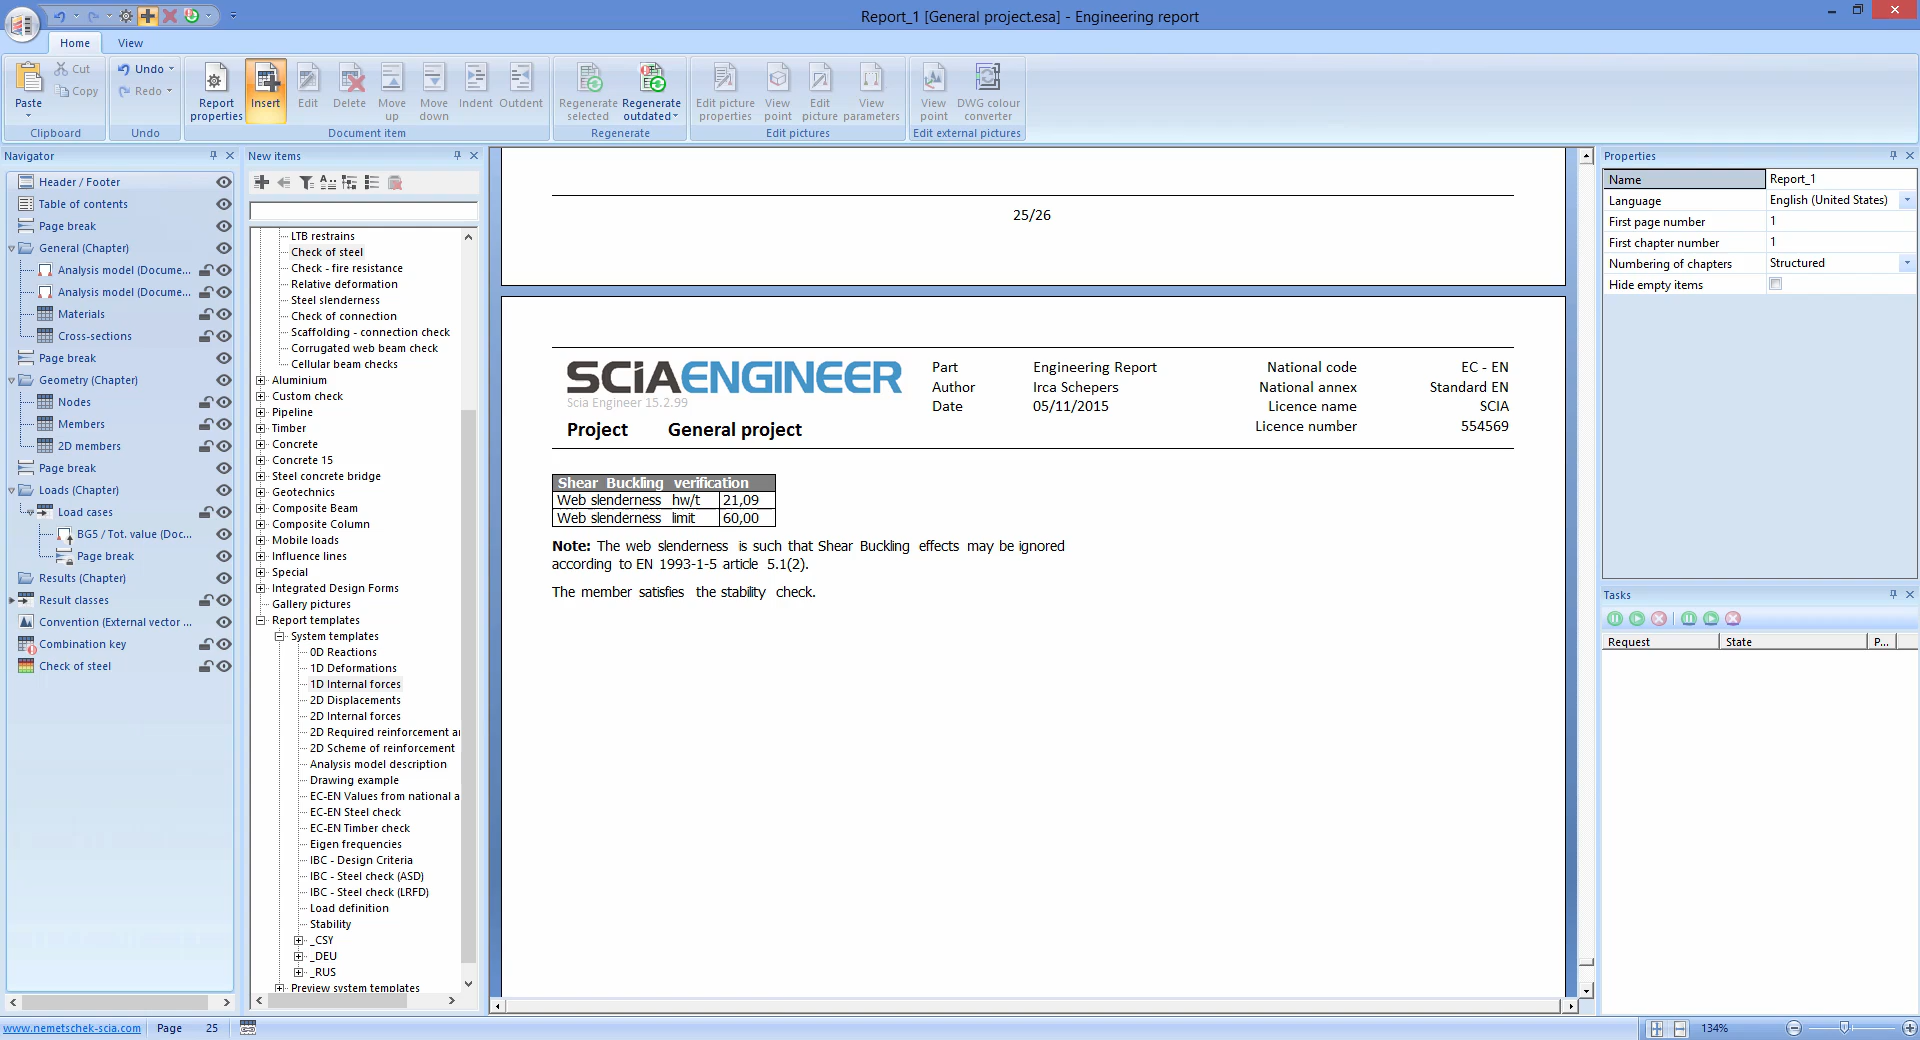 Report_1 [General project.esa] - Engineering report
Home View
Paste Cut Copy Clipboard
Undo Redo Undo
Report properties Insert Edit Delete Move up Move down Indent Outdent Document item
Regenerate selected Regenerate outdated Regenerate
Edit picture properties View point Edit picture View parameters Edit pictures
View point DWG colour converter Edit external pictures
Navigator
Header / Footer
Table of contents
Page break
General (Chapter)
Analysis model (Docume...
Analysis model (Docume...
Materials
Cross-sections
Page break
Geometry (Chapter)
Nodes
Members
2D members
Page break
Loads (Chapter)
Load cases
BG5 / Tot. value (Doc...
Page break
Results (Chapter)
Result classes
Convention (External vector ...
Combination key
Check of steel
New items
LTB restrains
Check of steel
Check - fire resistance
Relative deformation
Steel slenderness
Check of connection
Scaffolding - connection check
Corrugated web beam check
Cellular beam checks
Aluminium
Custom check
Pipeline
Timber
Concrete
Concrete 15
Steel concrete bridge
Geotechnics
Composite Beam
Composite Column
Mobile loads
Influence lines
Special
Integrated Design Forms
Gallery pictures
Report templates
System templates
0D Reactions
1D Deformations
1D Internal forces
2D Displacements
2D Internal forces
2D Required reinforcement ar
2D Scheme of reinforcement
Analysis model description
Drawing example
EC-EN Values from national a
EC-EN Steel check
EC-EN Timber check
Eigen frequencies
IBC - Design Criteria
IBC - Steel check (ASD)
IBC - Steel check (LRFD)
Load definition
Stability
_CSY
_DEU
_RUS
Preview system templates
25/26
SCiAENGINEER
Scia Engineer 15.2.99
Project General project
Part Engineering Report
Author Irca Schepers
Date 05/11/2015
National code EC - EN
National annex Standard EN
Licence name SCIA
Licence number 554569
Shear Buckling verification
Web slenderness hw/t 21,09
Web slenderness limit 60,00
Note: The web slenderness is such that Shear Buckling effects may be ignored
according to EN 1993-1-5 article 5.1(2).
The member satisfies the stability check.
Properties
Name Report_1
Language English (United States)
First page number 1
First chapter number 1
Numbering of chapters Structured
Hide empty items
Tasks
Request State P...
www.nemetschek-scia.com Page 25
134%